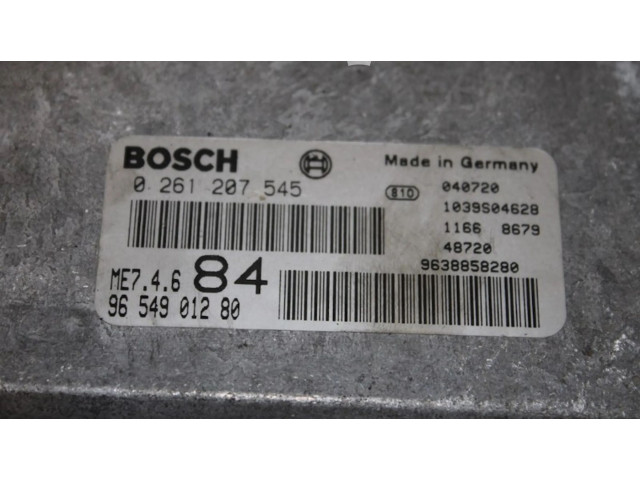 BOSCH Made in Germany
0 261 207 545 810 040720
1039S04628
1166 8679
48720
9638858280
ME7.4.6 84
96 549 012 80